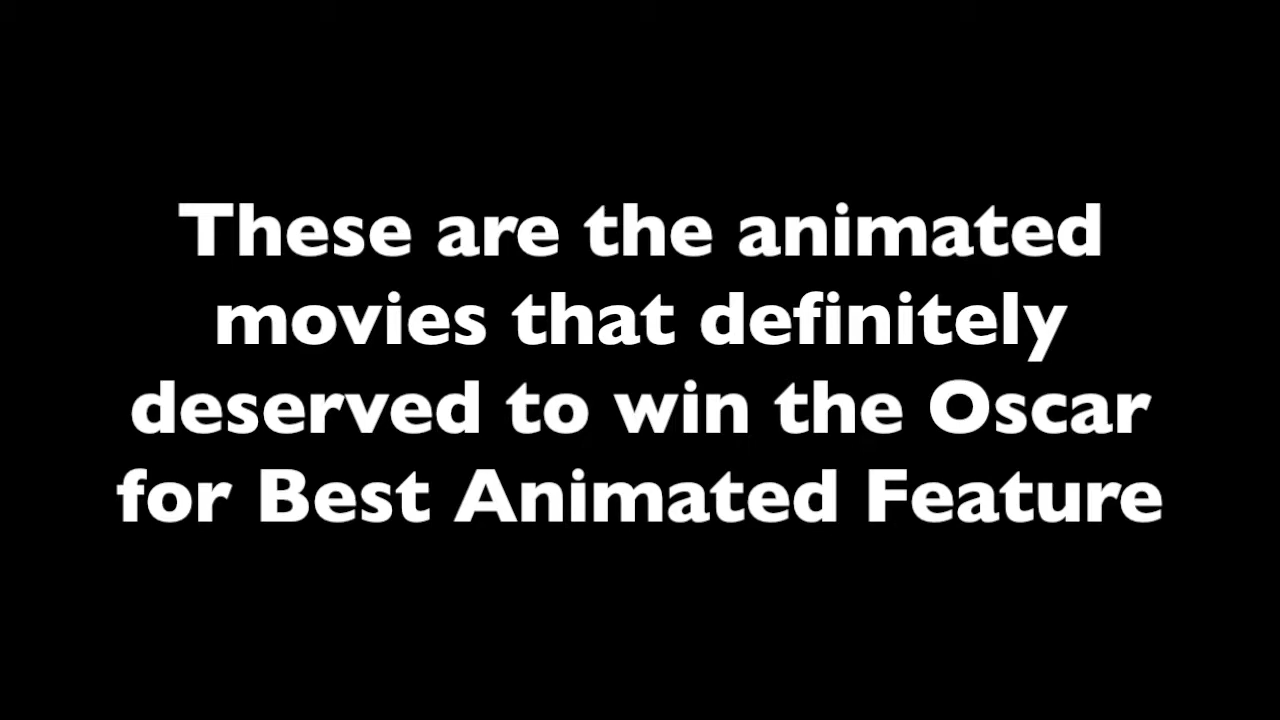 These are the animated
movies that definitely
deserved to win the Oscar
for Best Animated Feature